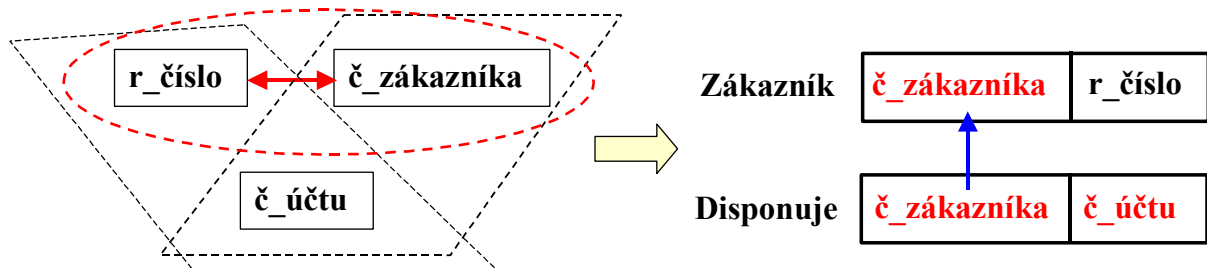 r_číslo č_zákazníka
č_účtu
Zákazník č_zákazníka r_číslo
Disponuje č_zákazníka č_účtu